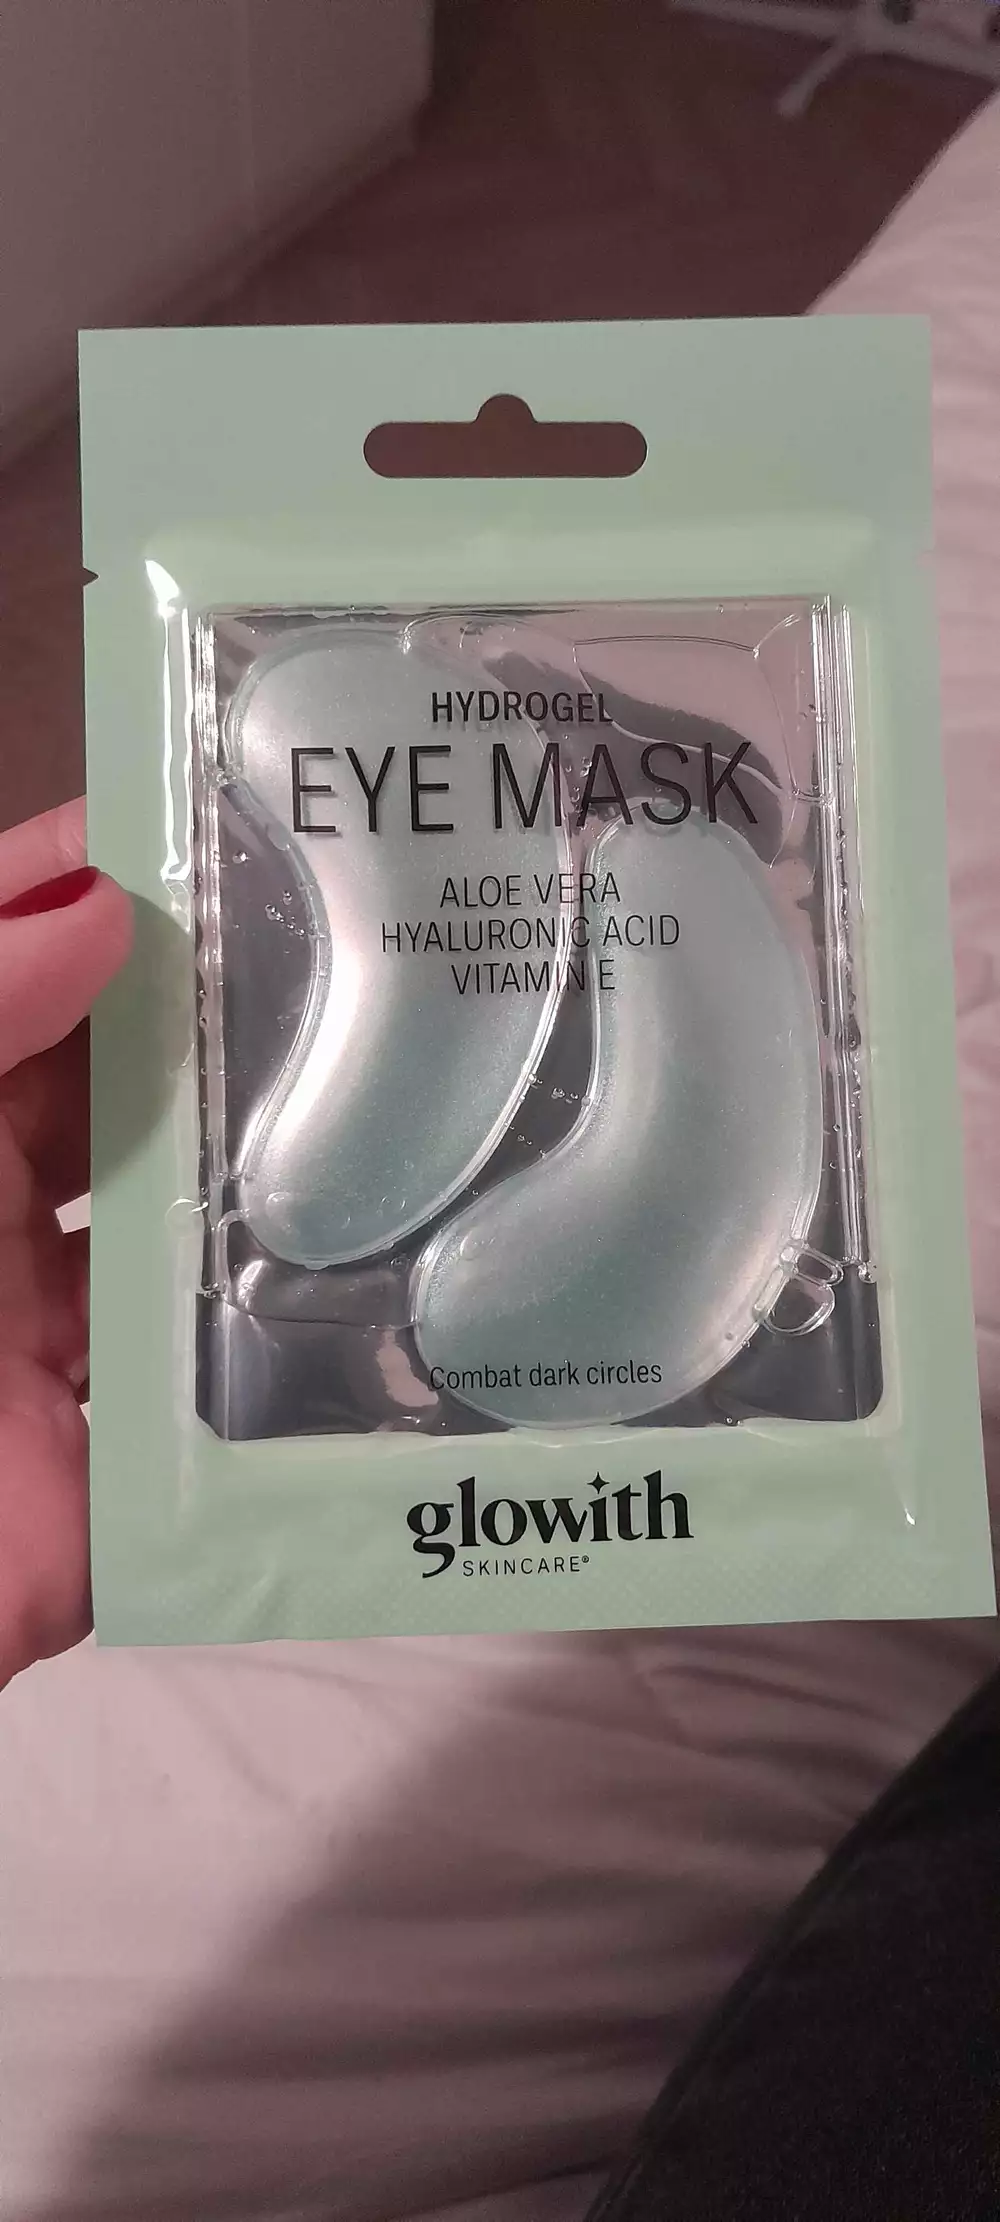 HYDROGEL
EYE MASK
ALOE VERA
HYALURONIC ACID
VITAMIN E
Combat dark circles
glowith
SKINCARE®